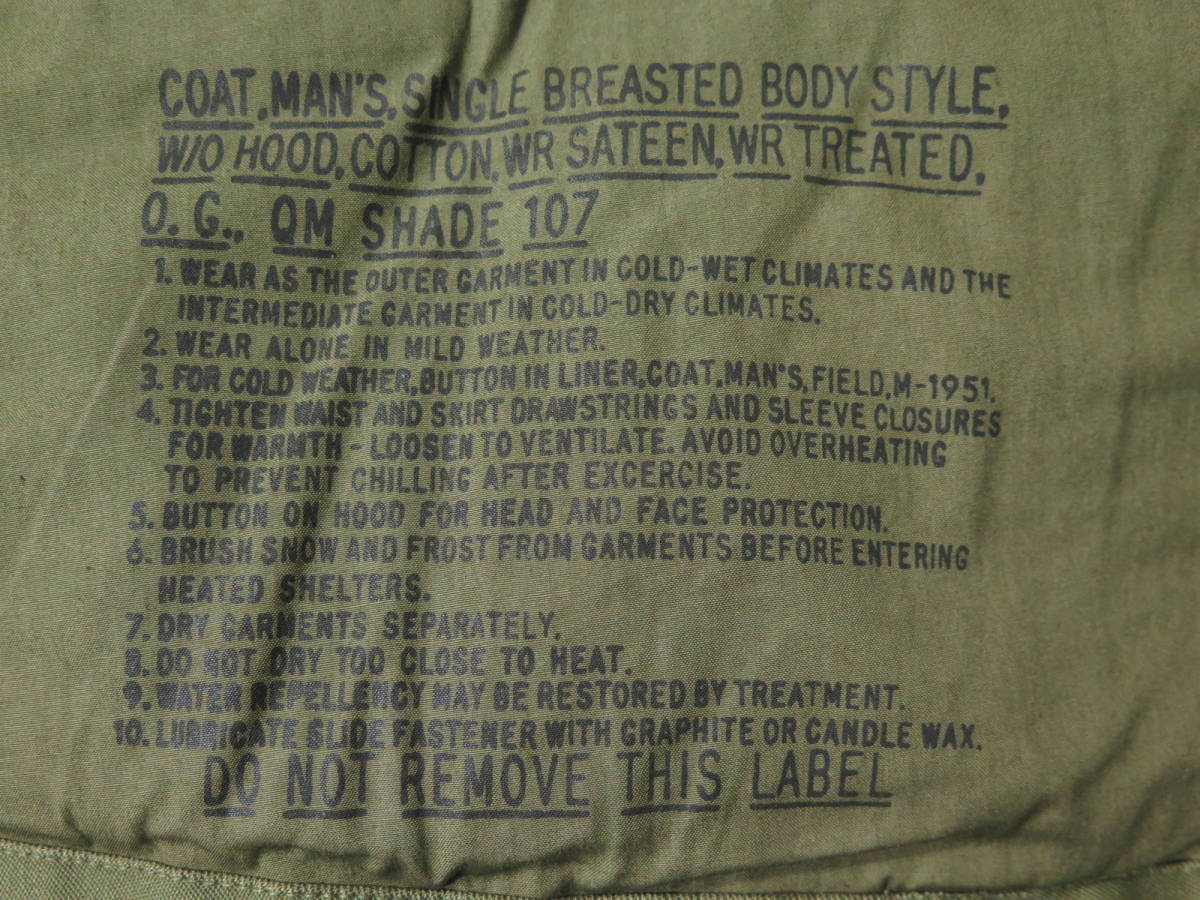 COAT, MAN'S, SINGLE BREASTED BODY STYLE,
W/O HOOD, COTTON, WR SATEEN, WR TREATED,
O. G., QM SHADE 107
1. WEAR AS THE OUTER GARMENT IN COLD-WET CLIMATES AND THE
INTERMEDIATE GARMENT IN COLD-DRY CLIMATES.
2. WEAR ALONE IN MILD WEATHER.
3. FOR COLD WEATHER, BUTTON IN LINER, COAT, MAN'S, FIELD, M-1951.
4. TIGHTEN WAIST AND SKIRT DRAWSTRINGS AND SLEEVE CLOSURES
FOR WARMTH - LOOSEN TO VENTILATE. AVOID OVERHEATING
TO PREVENT CHILLING AFTER EXCERCISE.
5. BUTTON ON HOOD FOR HEAD AND FACE PROTECTION.
6. BRUSH SNOW AND FROST FROM GARMENTS BEFORE ENTERING
HEATED SHELTERS.
7. DRY GARMENTS SEPARATELY.
8. DO NOT DRY TOO CLOSE TO HEAT.
9. WATER REPELLENCY MAY BE RESTORED BY TREATMENT.
10. LUBRICATE SLIDE FASTENER WITH GRAPHITE OR CANDLE WAX.
DO NOT REMOVE THIS LABEL